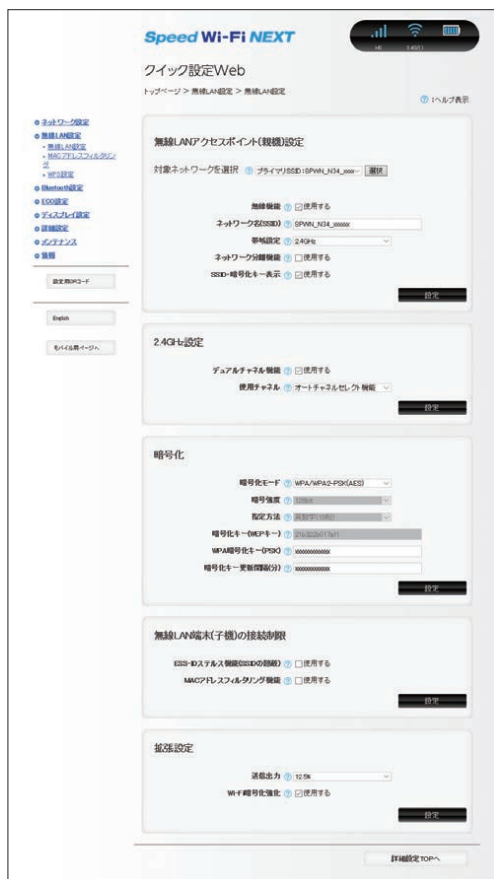 Speed Wi-Fi NEXT
クイック設定Web
トップページ > 無線LAN設定 > 無線LAN設定
:ヘルプ表示
ネットワーク設定
無線LAN設定
無線LAN設定
MACアドレスフィルタリング
WPS設定
Bluetooth設定
ECO設定
ディスプレイ設定
詳細設定
メンテナンス
情報
設定用QRコード
English
モバイル用ページへ
無線LANアクセスポイント(親機)設定
対象ネットワークを選択 プライマリSSID:SPWN_N34_xxxx 選択
無線機能 使用する
ネットワーク名(SSID) SPWN_N34_xxxxxx
帯域設定 2.4GHz
ネットワーク分離機能 使用する
SSID・暗号化キー表示 使用する
設定
2.4GHz設定
デュアルチャネル機能 使用する
使用チャネル オートチャネルセレクト機能
設定
暗号化
暗号化モード WPA/WPA2-PSK(AES)
暗号強度 128bit
指定方法
暗号化キー(WEPキー)
WPA暗号化キー(PSK) xxxxxxxxxxxxx
暗号化キー更新間隔(分) xxxxxxxxxxxxx
設定
無線LAN端末(子機)の接続制限
ESS-IDステルス機能(SSIDの隠蔽) 使用する
MACアドレスフィルタリング機能 使用する
設定
拡張設定
送信出力 12.5%
Wi-Fi暗号化強化 使用する
設定
詳細設定TOPへ